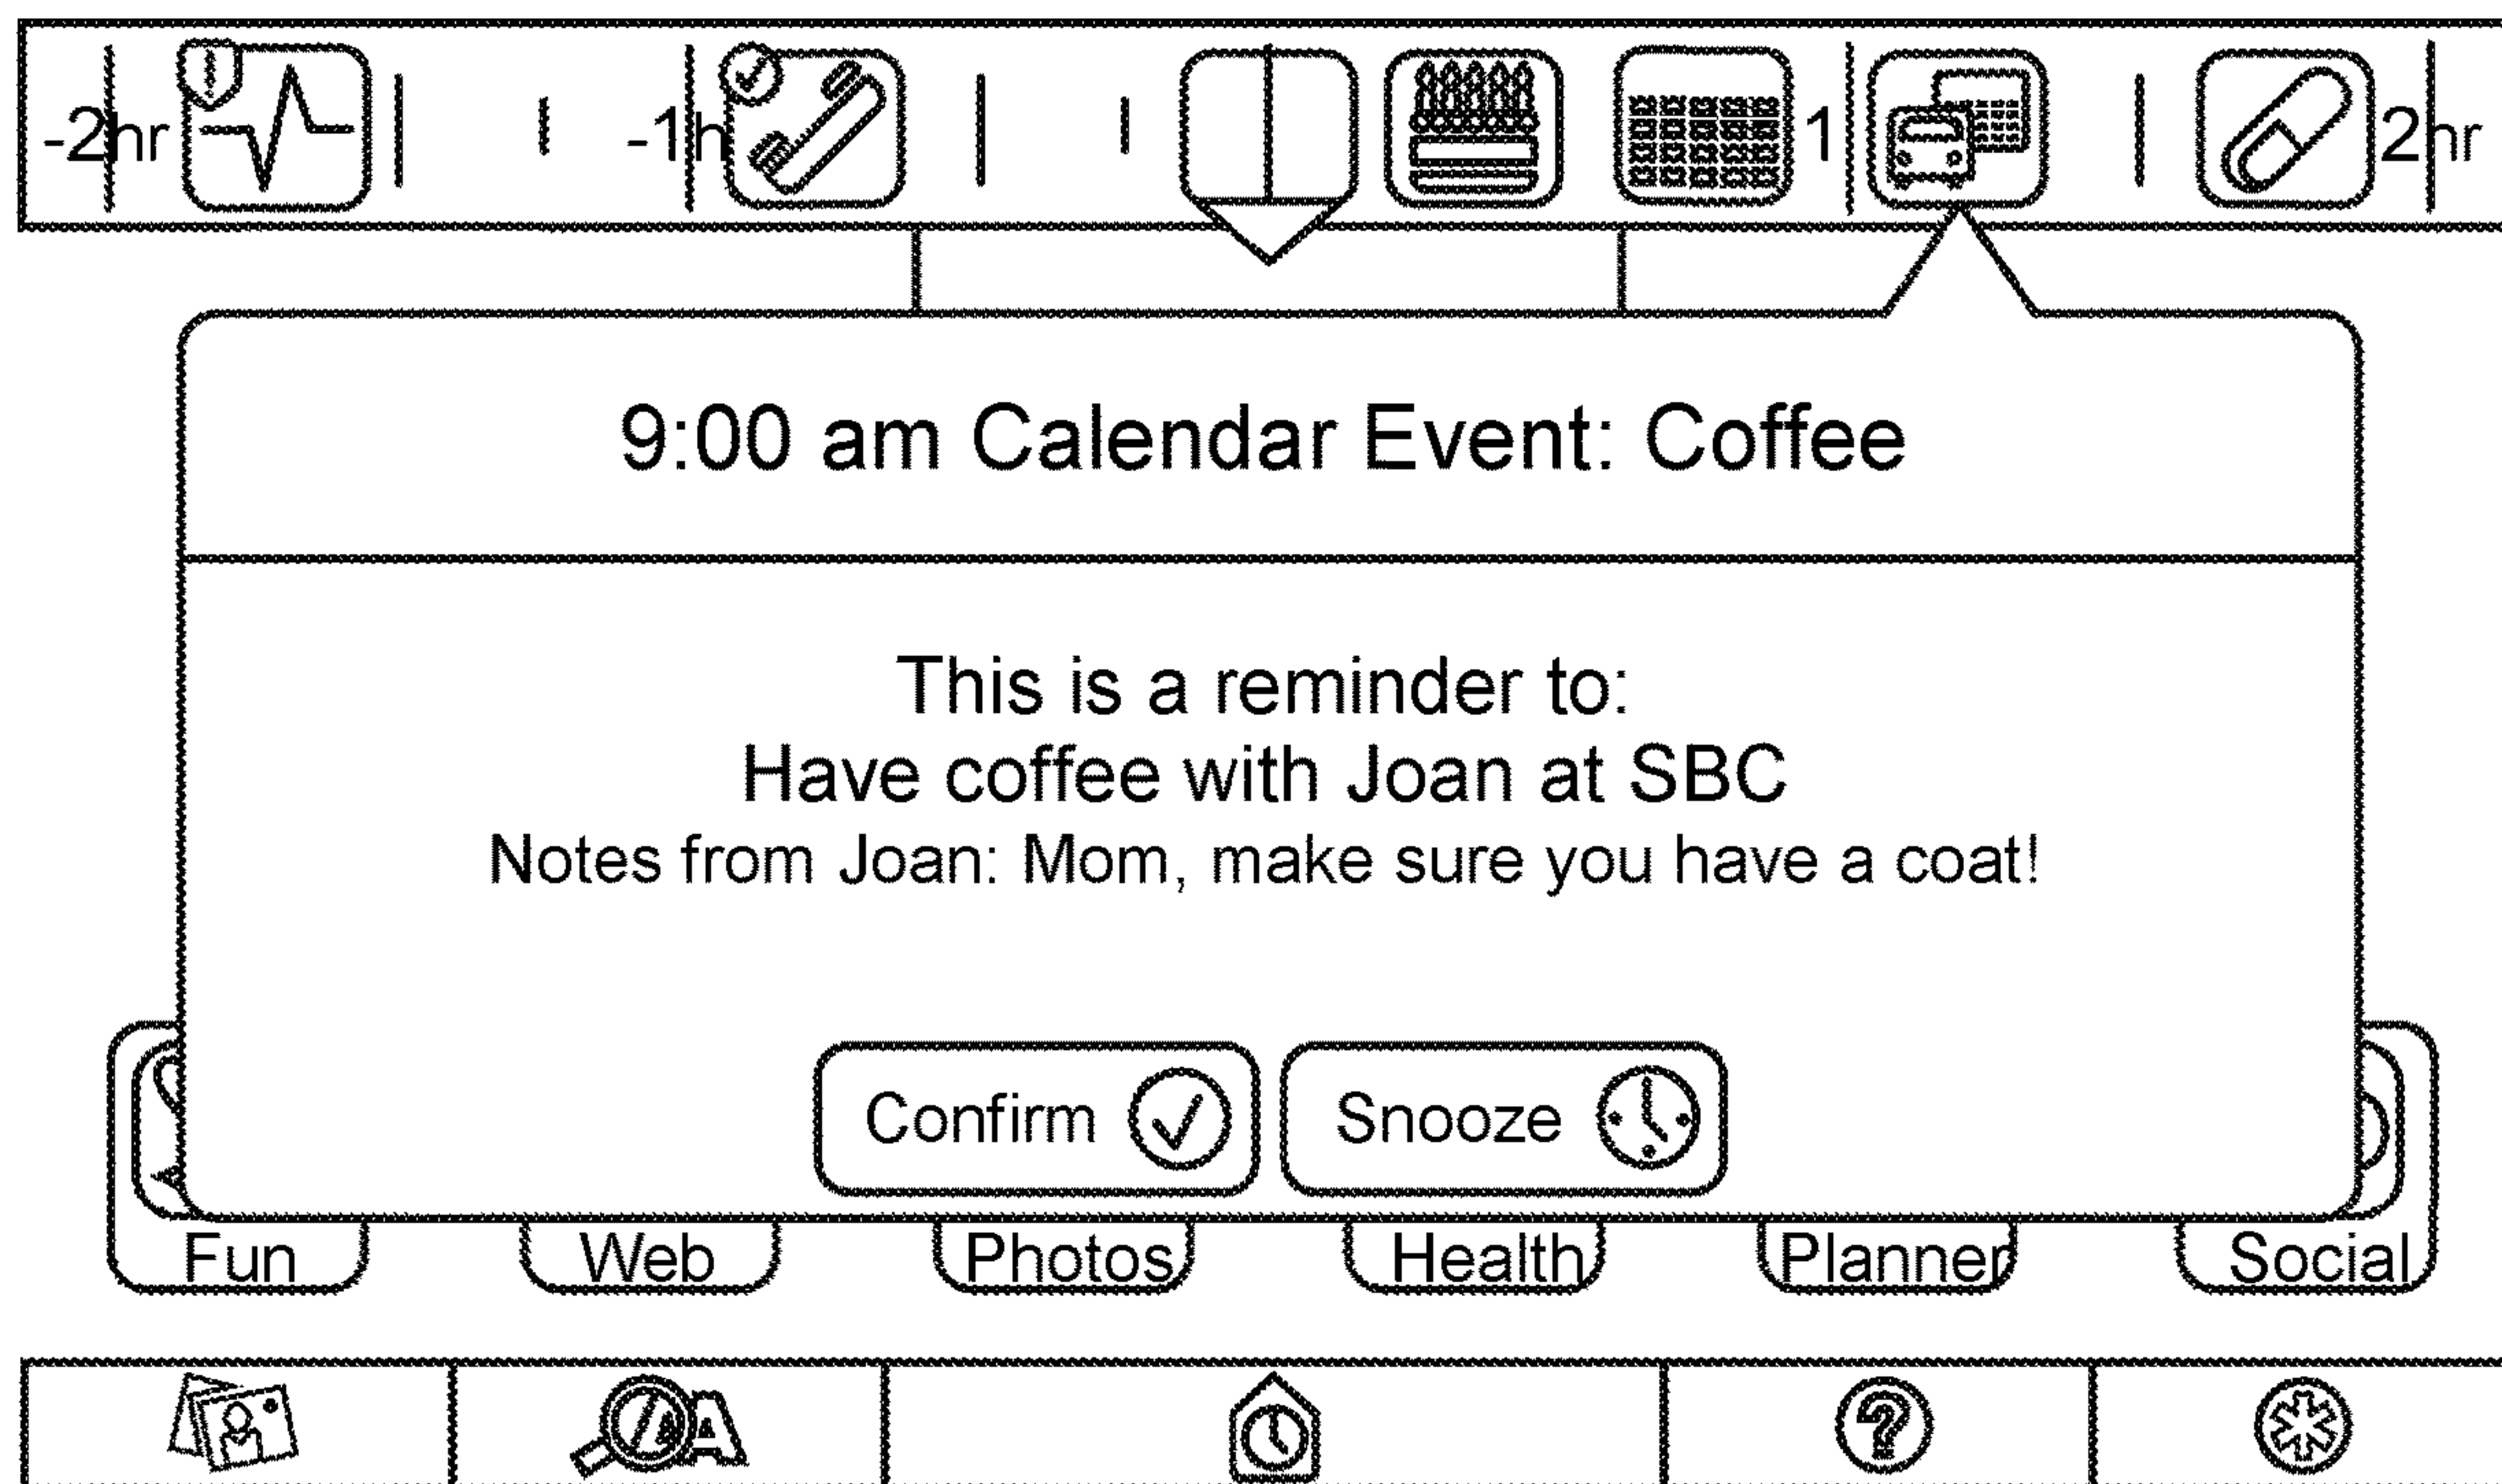 -2hr -1h 1 2hr
9:00 am Calendar Event: Coffee
This is a reminder to:
Have coffee with Joan at SBC
Notes from Joan: Mom, make sure you have a coat!
Confirm Snooze
Fun Web Photos Health Planner Social
A ?